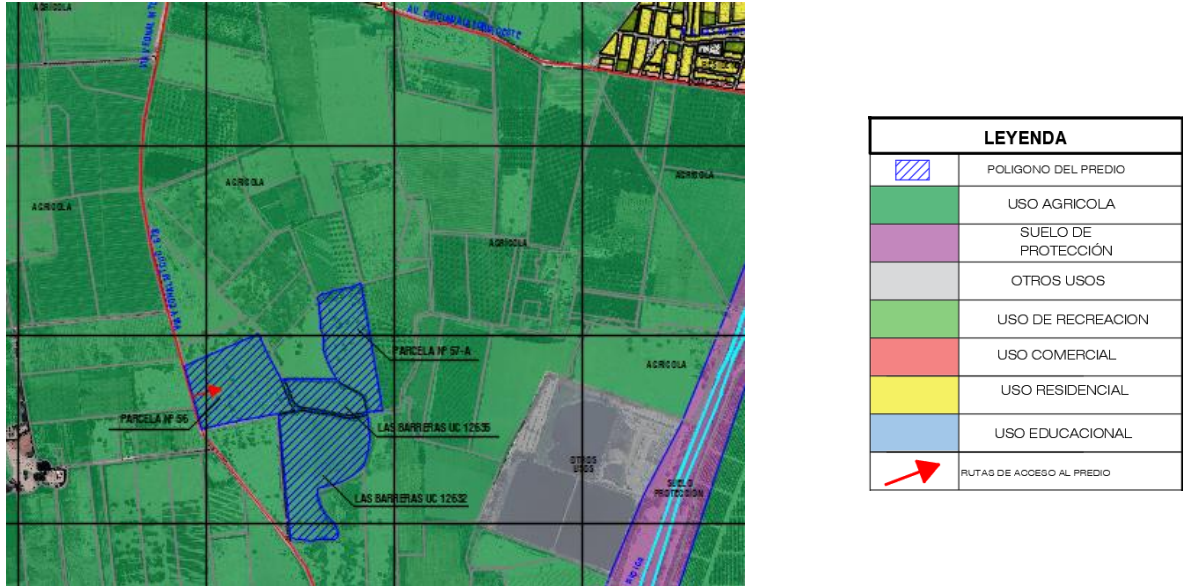 AGRICOLA
AGRICOLA
AGRICOLA
AGRICOLA
AGRICOLA
PARCELA Nº 57-A
AGRICOLA
PARCELA Nº 56
LAS BARRERAS UC 12635
OTROS
USOS
SUELO
PROTECCION
LAS BARRERAS UC 12632
RIO ICA
LEYENDA
POLIGONO DEL PREDIO
USO AGRICOLA
SUELO DE
PROTECCIÓN
OTROS USOS
USO DE RECREACION
USO COMERCIAL
USO RESIDENCIAL
USO EDUCACIONAL
RUTAS DE ACCESO AL PREDIO